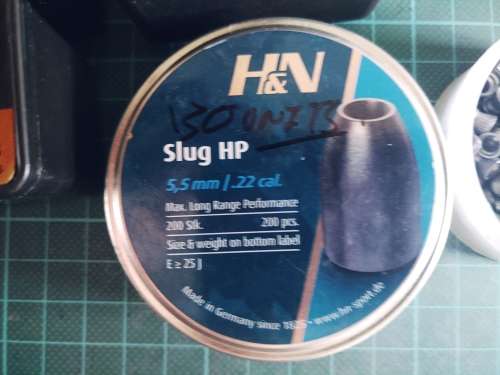 H&N
Slug HP
5,5 mm / .22 cal.
Max. Long Range Performance
200 Stk. 200 pcs.
Size & weight on bottom label
E ≥ 25 J
Made in Germany since 1825 • www.hn-sport.de